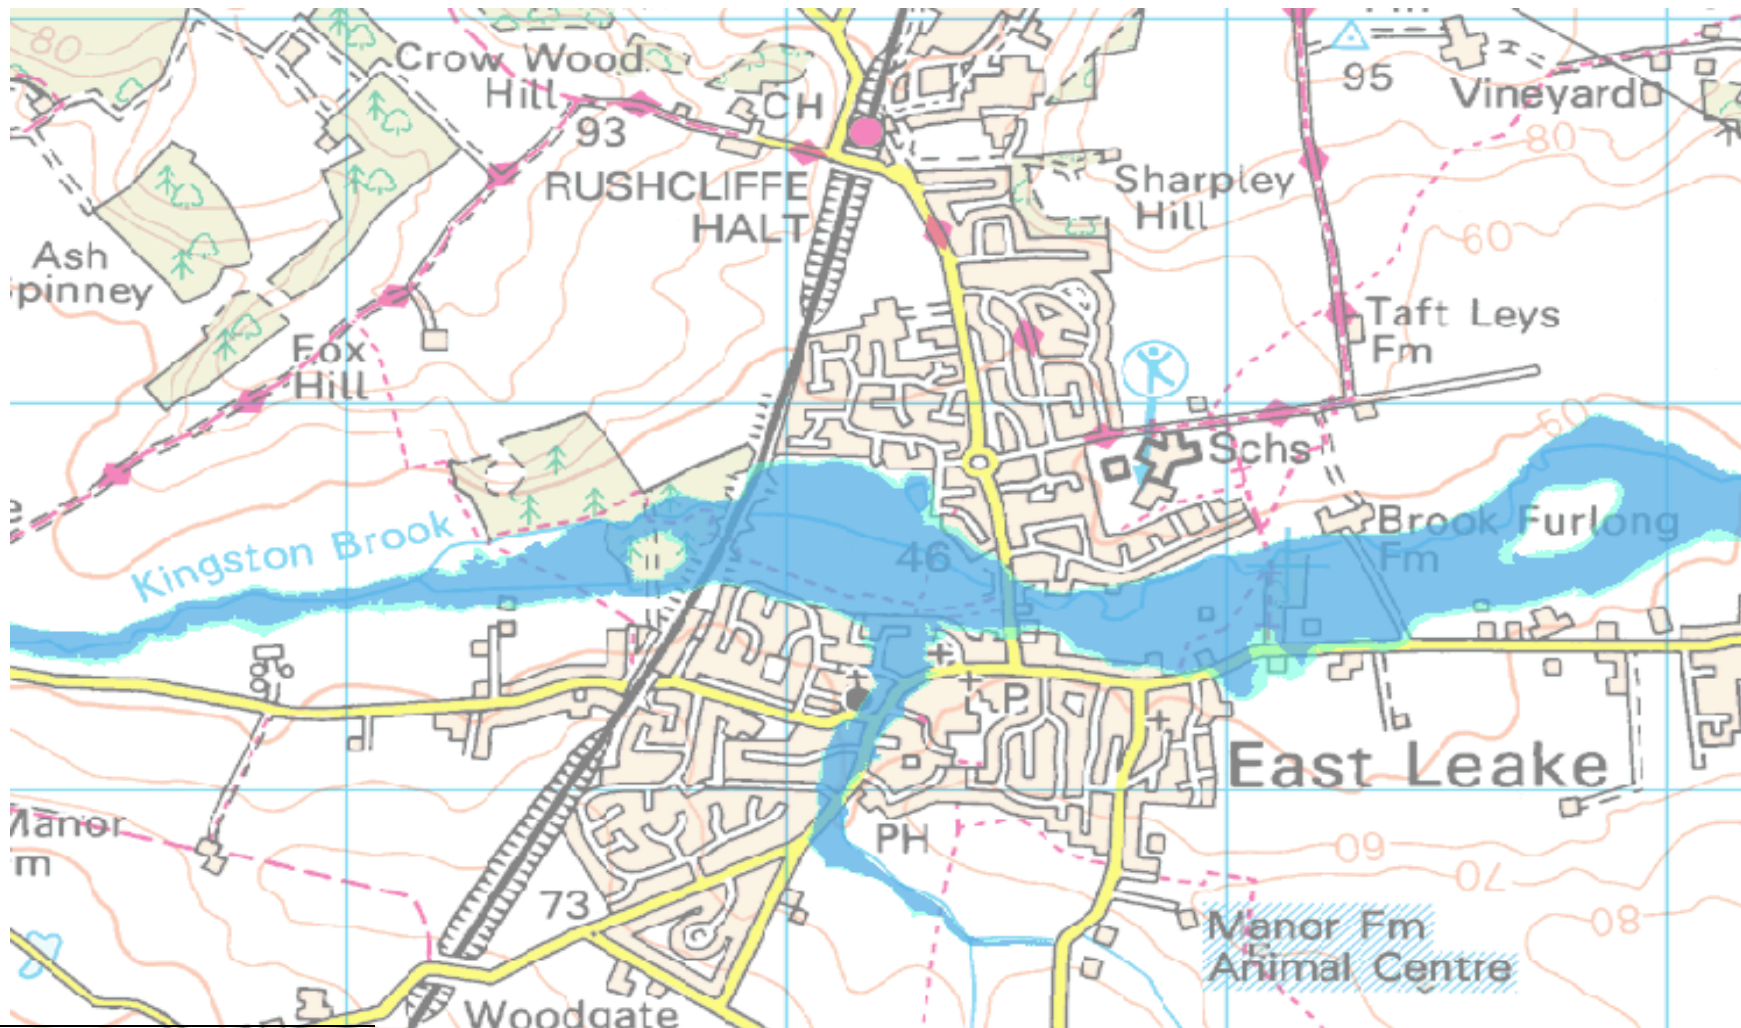 80
Crow Wood
Hill
93
CH
95
Vineyard
80
RUSHCLIFFE
HALT
Sharpley
Hill
60
Ash
pinney
Taft Leys
Fm
Fox
Hill
50
Schs
Kingston Brook
46
Brook Furlong
Fm
P
East Leake
Manor
m
PH
60
70
73
80
Manor Fm
Animal Centre
Woodgate